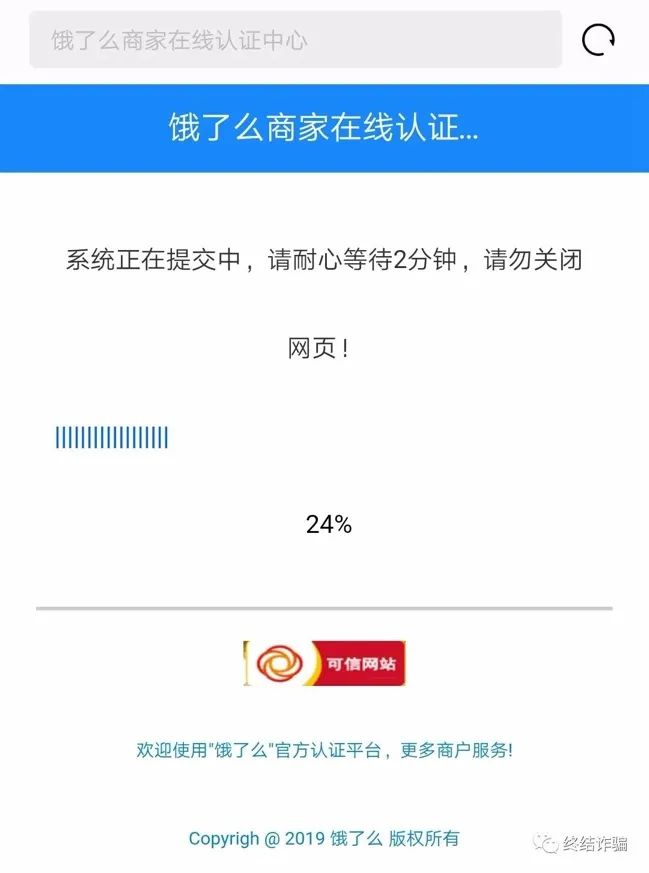 饿了么商家在线认证中心
饿了么商家在线认证...
系统正在提交中，请耐心等待2分钟，请勿关闭
网页！
24%
可信网站
欢迎使用"饿了么"官方认证平台，更多商户服务!
Copyrigh @ 2019 饿了么 版权所有
终结诈骗